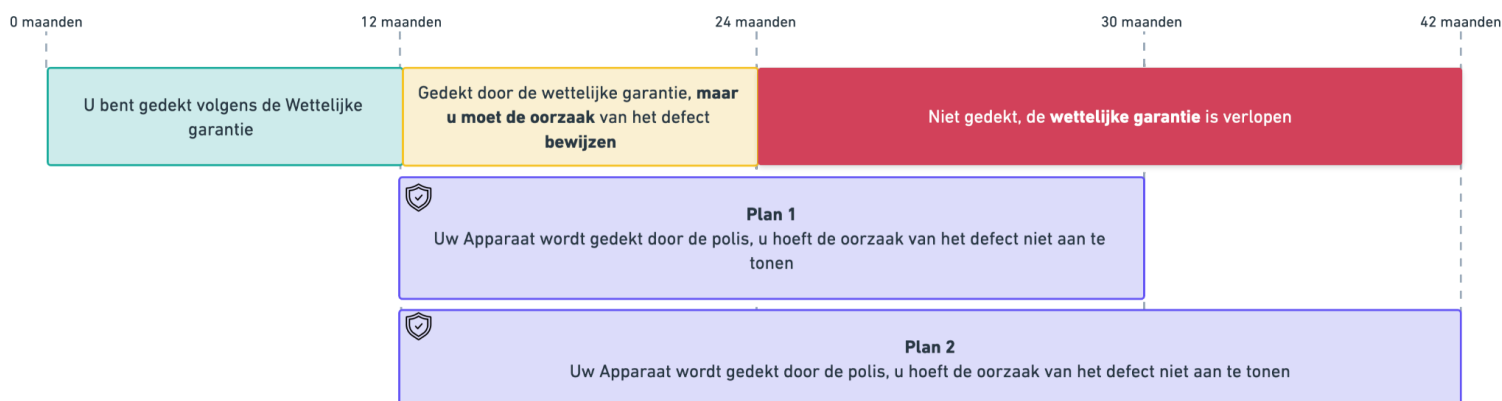 0 maanden 12 maanden 24 maanden 30 maanden 42 maanden
U bent gedekt volgens de Wettelijke
garantie
Gedekt door de wettelijke garantie, maar
u moet de oorzaak van het defect
bewijzen
Niet gedekt, de wettelijke garantie is verlopen
Plan 1
Uw Apparaat wordt gedekt door de polis, u hoeft de oorzaak van het defect niet aan te
tonen
Plan 2
Uw Apparaat wordt gedekt door de polis, u hoeft de oorzaak van het defect niet aan te tonen